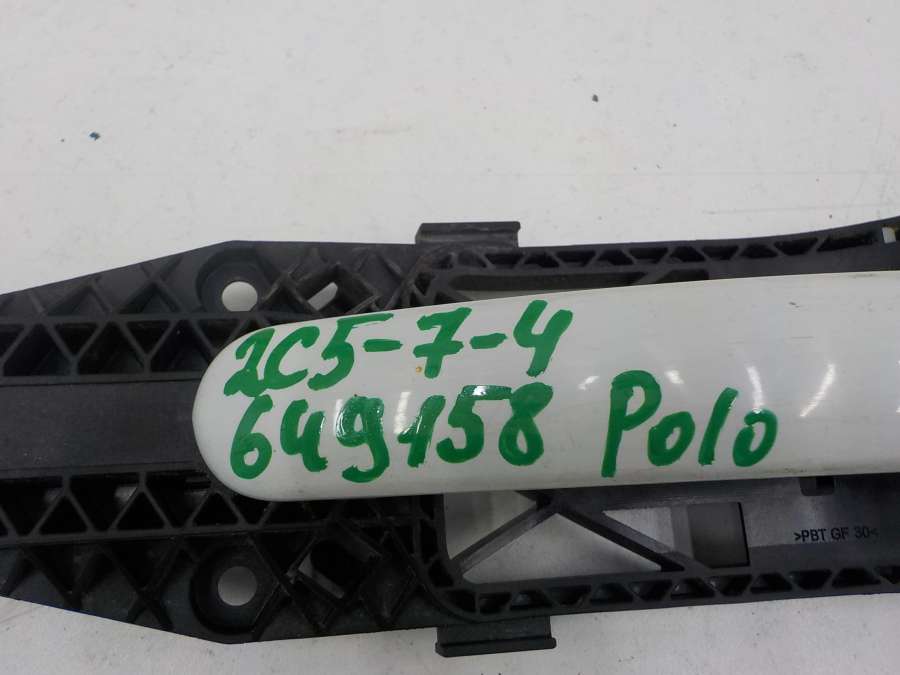 2C5-7-4
649158 Polo
>PBT GF 30<